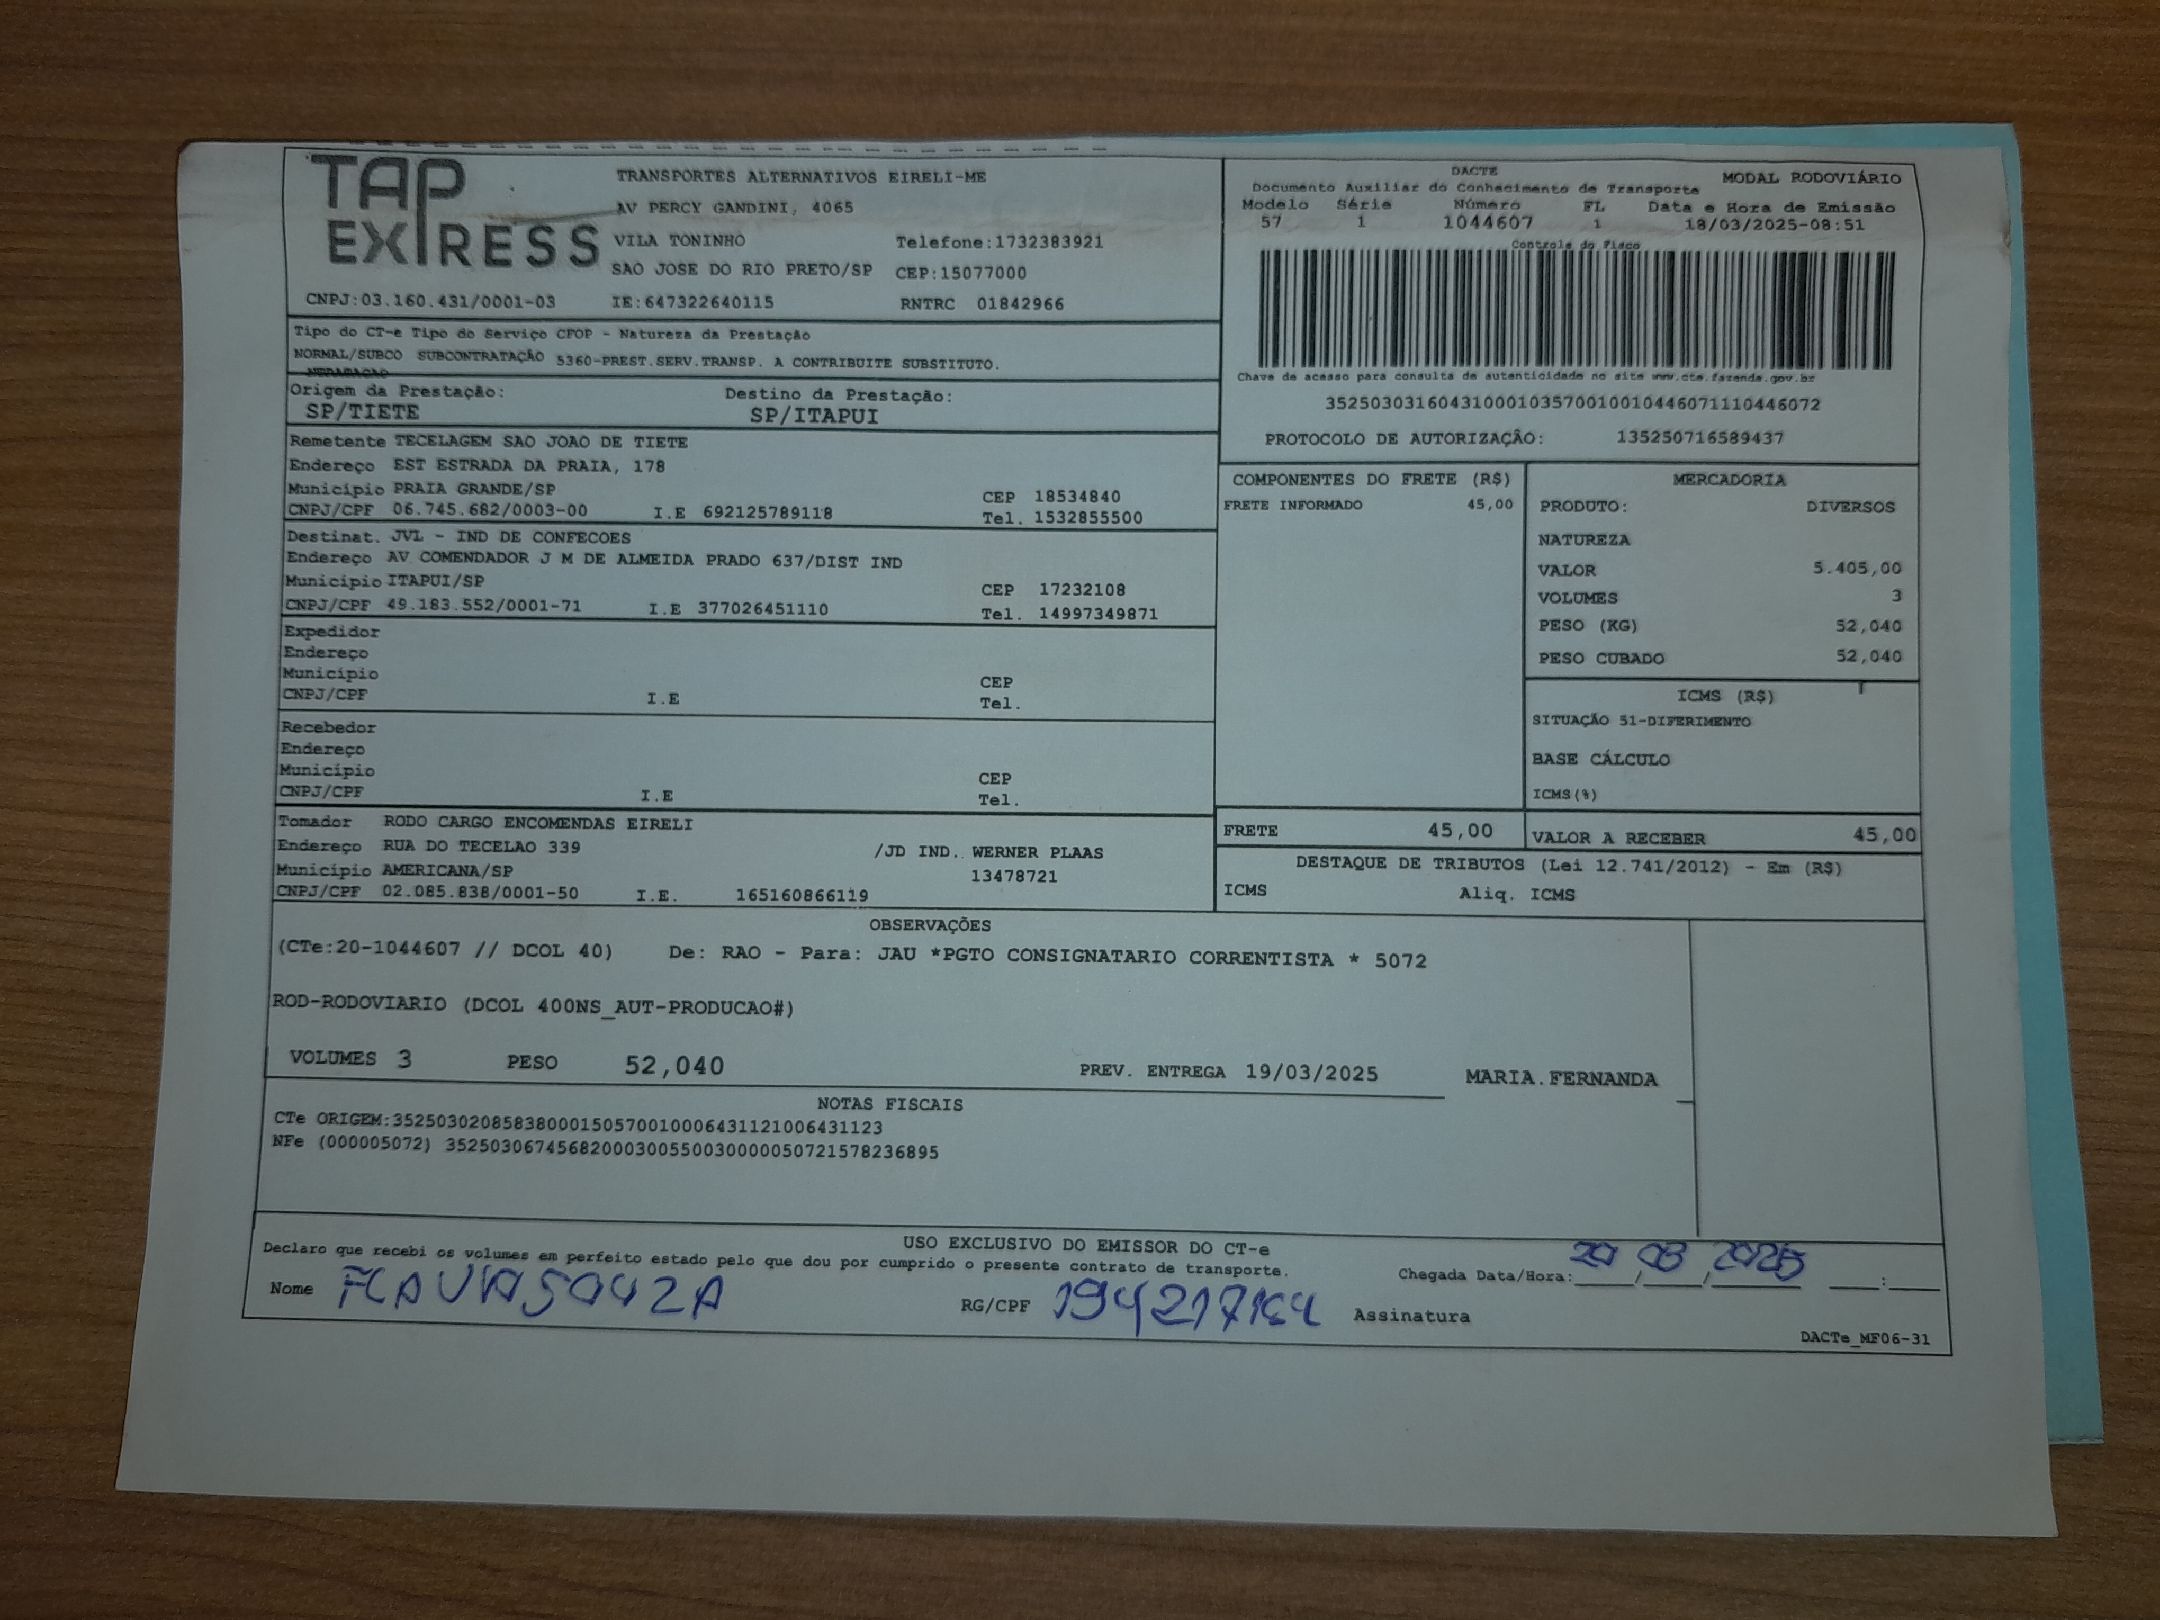 TAP EXPRESS
TRANSPORTES ALTERNATIVOS EIRELI-ME
AV PERCY GANDINI, 4065
VILA TONINHO Telefone:1732383921
SAO JOSE DO RIO PRETO/SP CEP:15077000
CNPJ:03.160.431/0001-03 IE:647322640115 RNTRC 01842966
DACTE MODAL RODOVIÁRIO
Documento Auxiliar do Conhecimento de Transporte
Modelo Série Número FL Data e Hora de Emissão
57 1 1044607 1 18/03/2025-08:51
Controle do Fisco
Chave de acesso para consulta de autenticidade no site www.cte.fazenda.gov.br
35250303160431000103570010010446071110446072
PROTOCOLO DE AUTORIZAÇÃO: 135250716589437
Tipo do CT-e Tipo do Serviço CFOP - Natureza da Prestação
NORMAL/SUBCO SUBCONTRATAÇÃO 5360-PREST.SERV.TRANSP. A CONTRIBUITE SUBSTITUTO.
Origem da Prestação: Destino da Prestação:
SP/TIETE SP/ITAPUI
Remetente TECELAGEM SAO JOAO DE TIETE
Endereço EST ESTRADA DA PRAIA, 178
Município PRAIA GRANDE/SP CEP 18534840
CNPJ/CPF 06.745.682/0003-00 I.E 692125789118 Tel. 1532855500
Destinat. JVL - IND DE CONFECOES
Endereço AV COMENDADOR J M DE ALMEIDA PRADO 637/DIST IND
Município ITAPUI/SP CEP 17232108
CNPJ/CPF 49.183.552/0001-71 I.E 377026451110 Tel. 14997349871
Expedidor
Endereço
Município CEP
CNPJ/CPF I.E Tel.
Recebedor
Endereço
Município CEP
CNPJ/CPF I.E Tel.
Tomador RODO CARGO ENCOMENDAS EIRELI
Endereço RUA DO TECELAO 339 /JD IND. WERNER PLAAS
Município AMERICANA/SP 13478721
CNPJ/CPF 02.085.838/0001-50 I.E. 165160866119
COMPONENTES DO FRETE (R$)
FRETE INFORMADO 45,00
MERCADORIA
PRODUTO: DIVERSOS
NATUREZA
VALOR 5.405,00
VOLUMES 3
PESO (KG) 52,040
PESO CUBADO 52,040
ICMS (R$)
SITUAÇÃO 51-DIFERIMENTO
BASE CÁLCULO
ICMS(%)
FRETE 45,00 VALOR A RECEBER 45,00
DESTAQUE DE TRIBUTOS (Lei 12.741/2012) - Em (R$)
ICMS Aliq. ICMS
OBSERVAÇÕES
(CTe:20-1044607 // DCOL 40) De: RAO - Para: JAU *PGTO CONSIGNATARIO CORRENTISTA * 5072
ROD-RODOVIARIO (DCOL 400NS_AUT-PRODUCAO#)
VOLUMES 3 PESO 52,040 PREV. ENTREGA 19/03/2025 MARIA.FERNANDA
NOTAS FISCAIS
CTe ORIGEM:35250302085838000150570010006431121006431123
NFe (000005072) 35250306745682000300550030000050721578236895
USO EXCLUSIVO DO EMISSOR DO CT-e
Declaro que recebi os volumes em perfeito estado pelo que dou por cumprido o presente contrato de transporte.
Chegada Data/Hora: 20/03/2025 :
Nome FLAVIA SOUZA RG/CPF Assinatura
DACTe_MF06-31